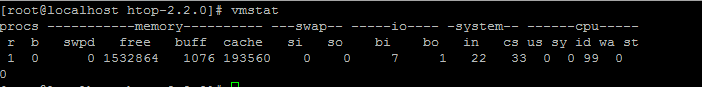 [root@localhost htop-2.2.0]# vmstat
procs -----------memory---------- ---swap-- -----io---- -system-- ------cpu-----
 r  b   swpd   free   buff  cache   si   so    bi    bo   in   cs us sy id wa st
 1  0      0 1532864   1076 193560    0    0     7     1   22   33  0  0 99  0
0